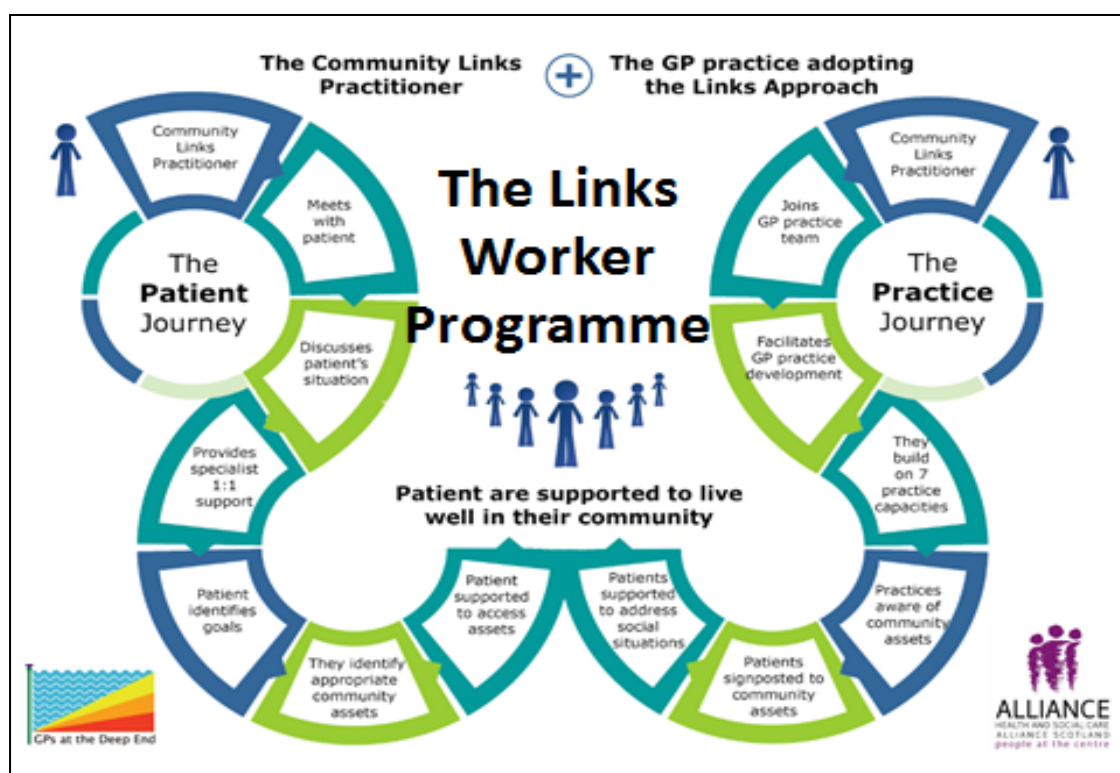 The Community Links
Practitioner
The GP practice adopting
the Links Approach
The Links
Worker
Programme
The
Patient
Journey
Community
Links
Practitioner
Meets
with
patient
Discusses
patient's
situation
Provides
specialist
1:1
support
Patient
identifies
goals
They identify
appropriate
community
assets
Patient
supported
to access
assets
The
Practice
Journey
Community
Links
Practitioner
Joins
GP practice
team
Facilitates
GP practice
development
They
build
on 7
practice
capacities
Practices
aware of
community
assets
Patients
signposted to
community
assets
Patients
supported
to address
social
situations
Patient are supported to live
well in their community
GPs at the Deep End
ALLIANCE
HEALTH AND SOCIAL CARE
ALLIANCE SCOTLAND
people at the centre